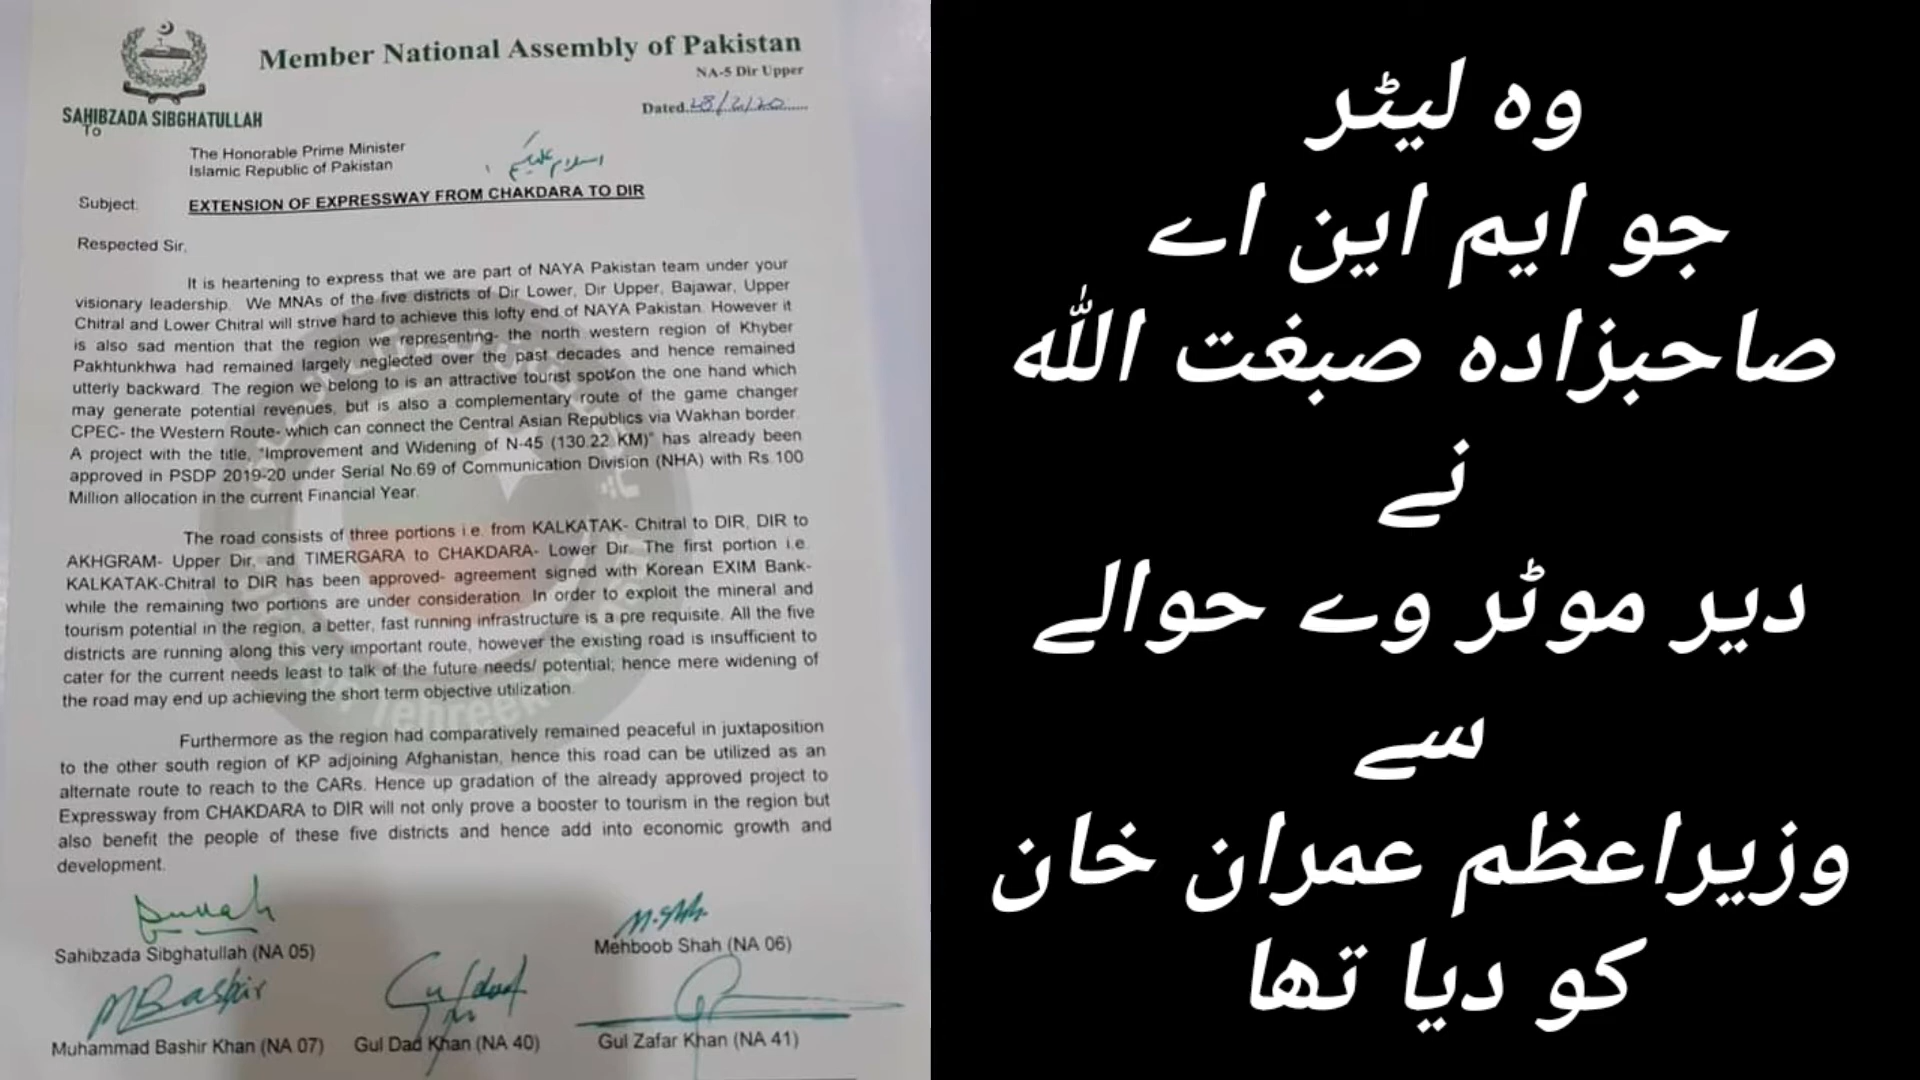 Member National Assembly of Pakistan
NA-5 Dir Upper
Dated 28/2/20
SAHIBZADA SIBGHATULLAH
To
The Honorable Prime Minister
Islamic Republic of Pakistan
اسلام علیکم
Subject: EXTENSION OF EXPRESSWAY FROM CHAKDARA TO DIR
Respected Sir,
It is heartening to express that we are part of NAYA Pakistan team under your
visionary leadership. We MNAs of the five districts of Dir Lower, Dir Upper, Bajawar, Upper
Chitral and Lower Chitral will strive hard to achieve this lofty end of NAYA Pakistan. However it
is also sad mention that the region we representing- the north western region of Khyber
Pakhtunkhwa had remained largely neglected over the past decades and hence remained
utterly backward. The region we belong to is an attractive tourist spot on the one hand which
may generate potential revenues, but is also a complementary route of the game changer
CPEC- the Western Route- which can connect the Central Asian Republics via Wakhan border.
A project with the title, "Improvement and Widening of N-45 (130.22 KM)" has already been
approved in PSDP 2019-20 under Serial No.69 of Communication Division (NHA) with Rs.100
Million allocation in the current Financial Year.
The road consists of three portions i.e. from KALKATAK- Chitral to DIR, DIR to
AKHGRAM- Upper Dir, and TIMERGARA to CHAKDARA- Lower Dir. The first portion i.e.
KALKATAK-Chitral to DIR has been approved- agreement signed with Korean EXIM Bank-
while the remaining two portions are under consideration. In order to exploit the mineral and
tourism potential in the region, a better, fast running infrastructure is a pre requisite. All the five
districts are running along this very important route, however the existing road is insufficient to
cater for the current needs least to talk of the future needs/ potential; hence mere widening of
the road may end up achieving the short term objective utilization.
Furthermore as the region had comparatively remained peaceful in juxtaposition
to the other south region of KP adjoining Afghanistan, hence this road can be utilized as an
alternate route to reach to the CARs. Hence up gradation of the already approved project to
Expressway from CHAKDARA to DIR will not only prove a booster to tourism in the region but
also benefit the people of these five districts and hence add into economic growth and
development.
Sahibzada Sibghatullah (NA 05)
Mehboob Shah (NA 06)
M Bashir
Muhammad Bashir Khan (NA 07)
Gul Dad Khan (NA 40)
Gul Zafar Khan (NA 41)
وہ لیٹر
جو ایم این اے
صاحبزادہ صبغت اللہ
نے
دیر موٹر وے حوالے
سے
وزیراعظم عمران خان
کو دیا تھا